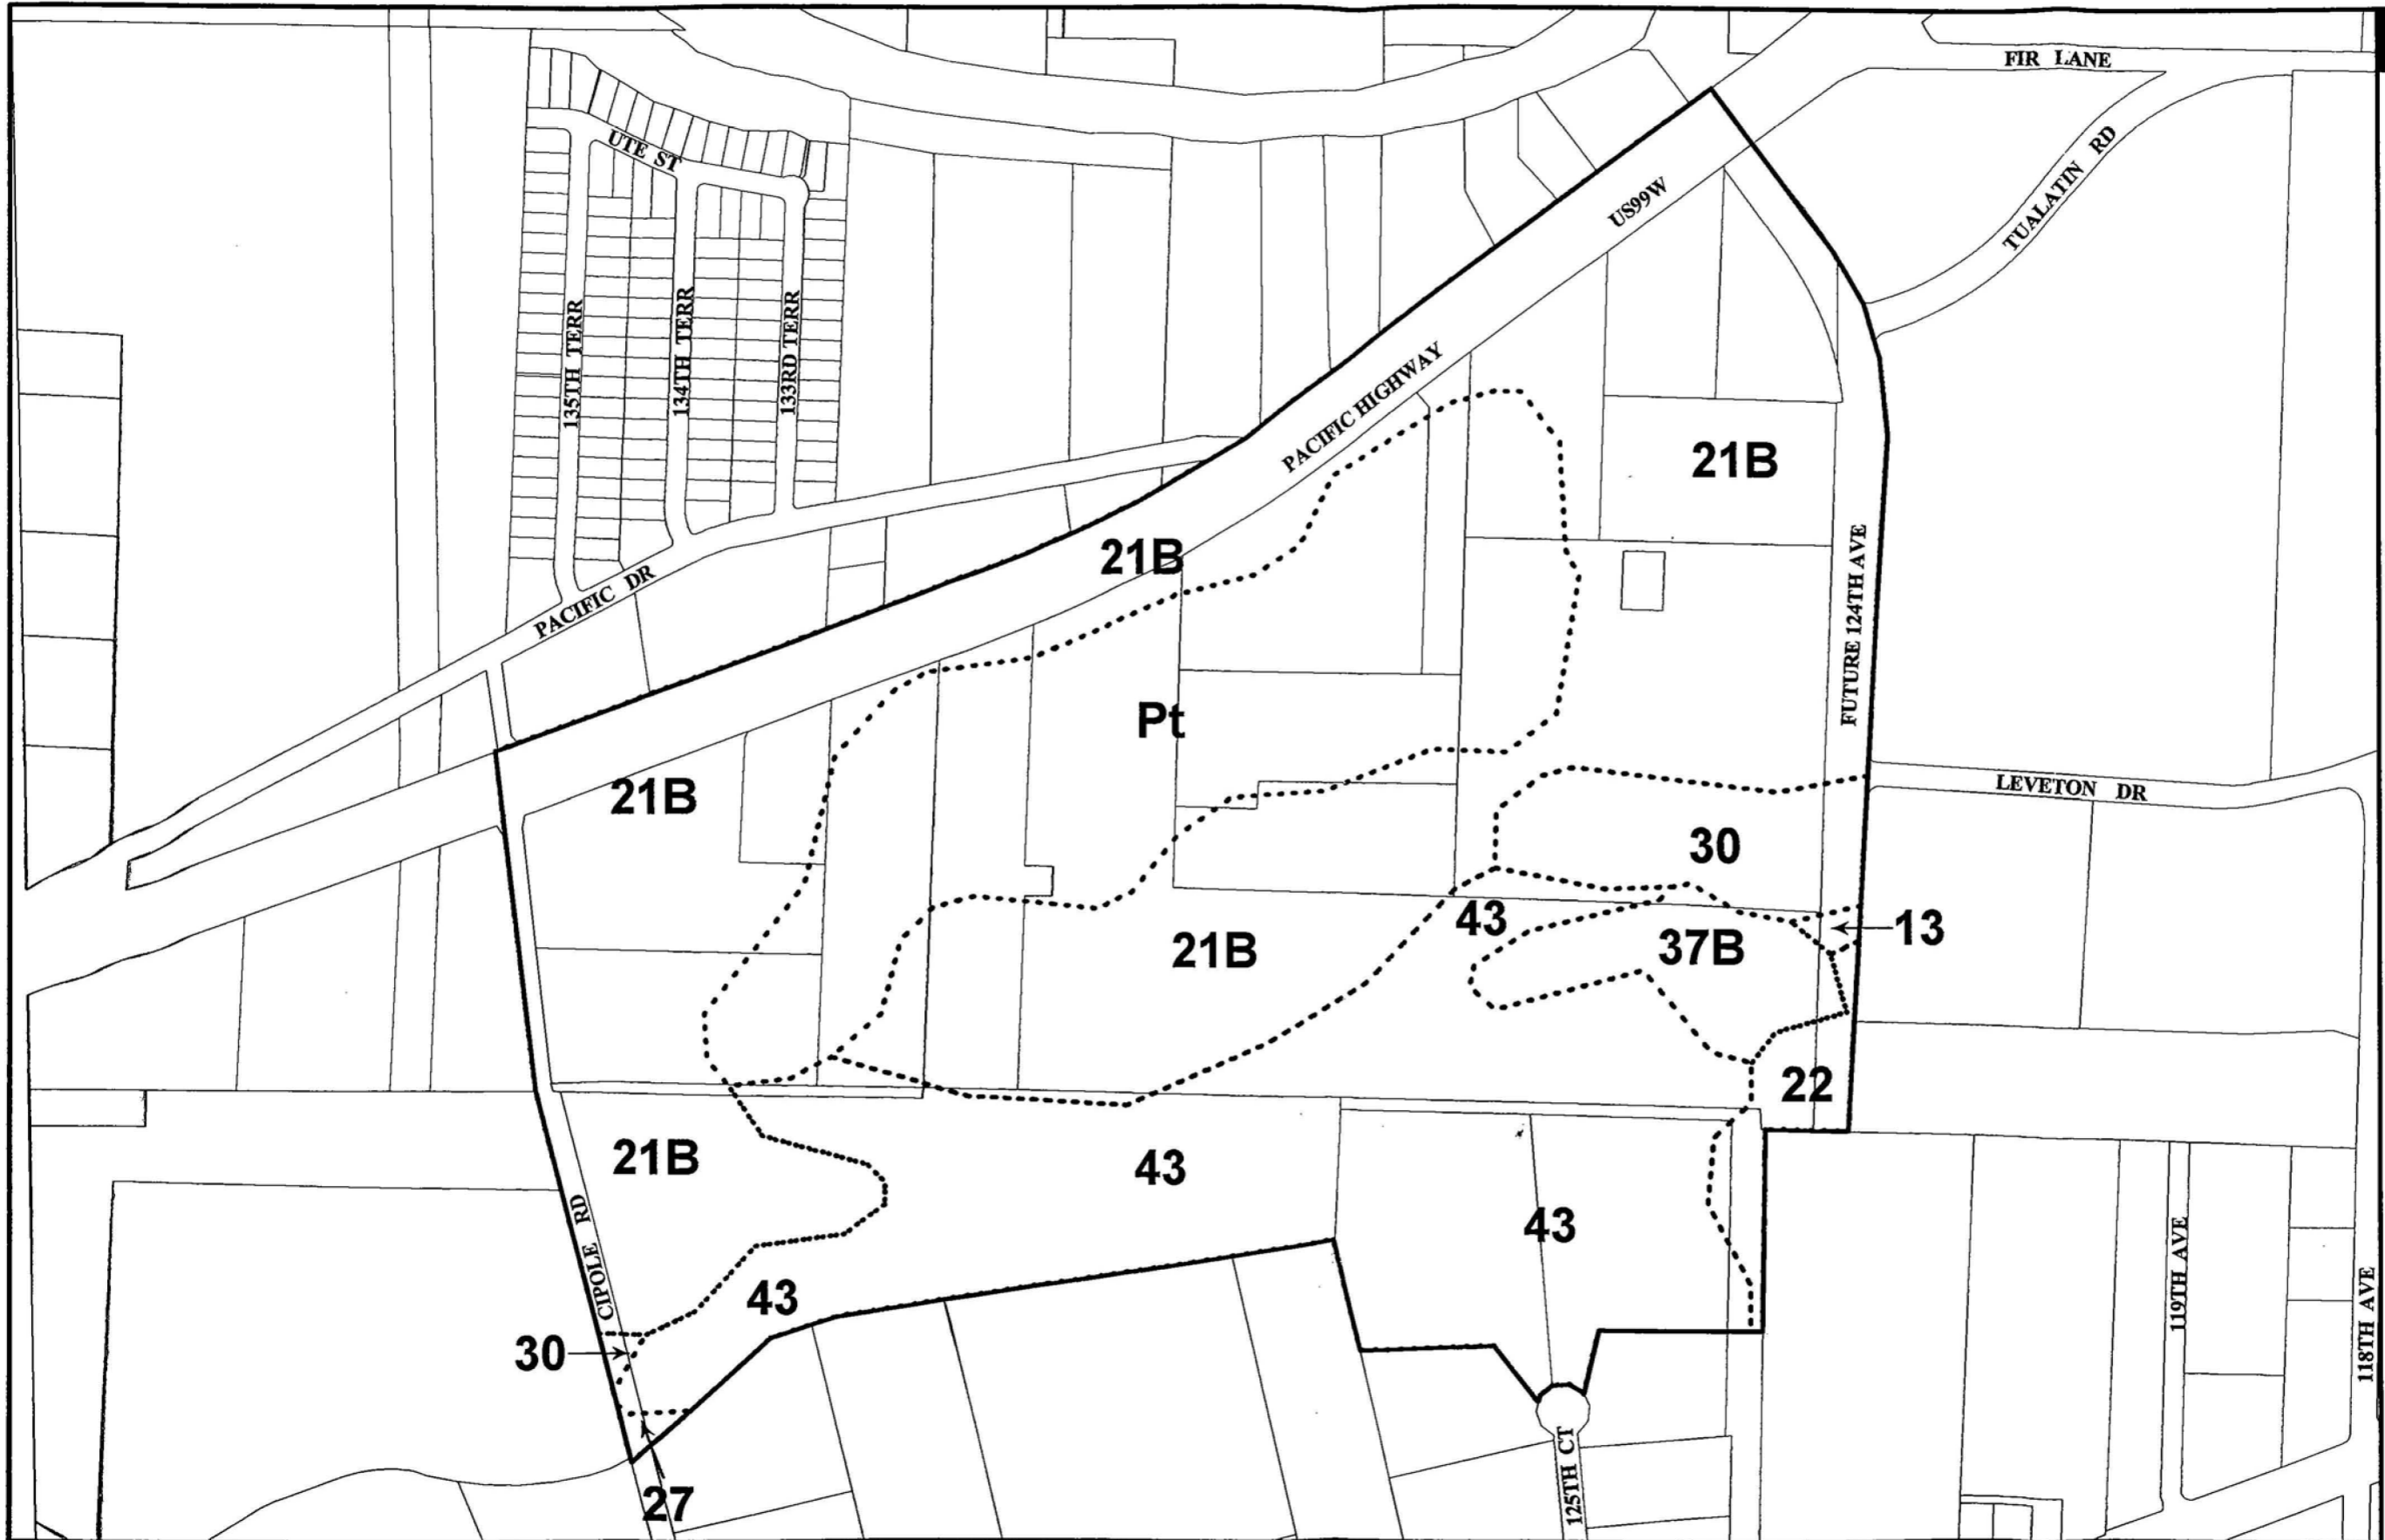 FIR LANE
UTE ST
TUALATIN RD
US99W
135TH TERR
134TH TERR
133RD TERR
PACIFIC HIGHWAY
21B
21B
PACIFIC DR
FUTURE 124TH AVE
Pt
21B
LEVETON DR
30
43
13
21B
37B
22
21B
43
43
CIPOLE RD
119TH AVE
43
118TH AVE
30
27
125TH CT